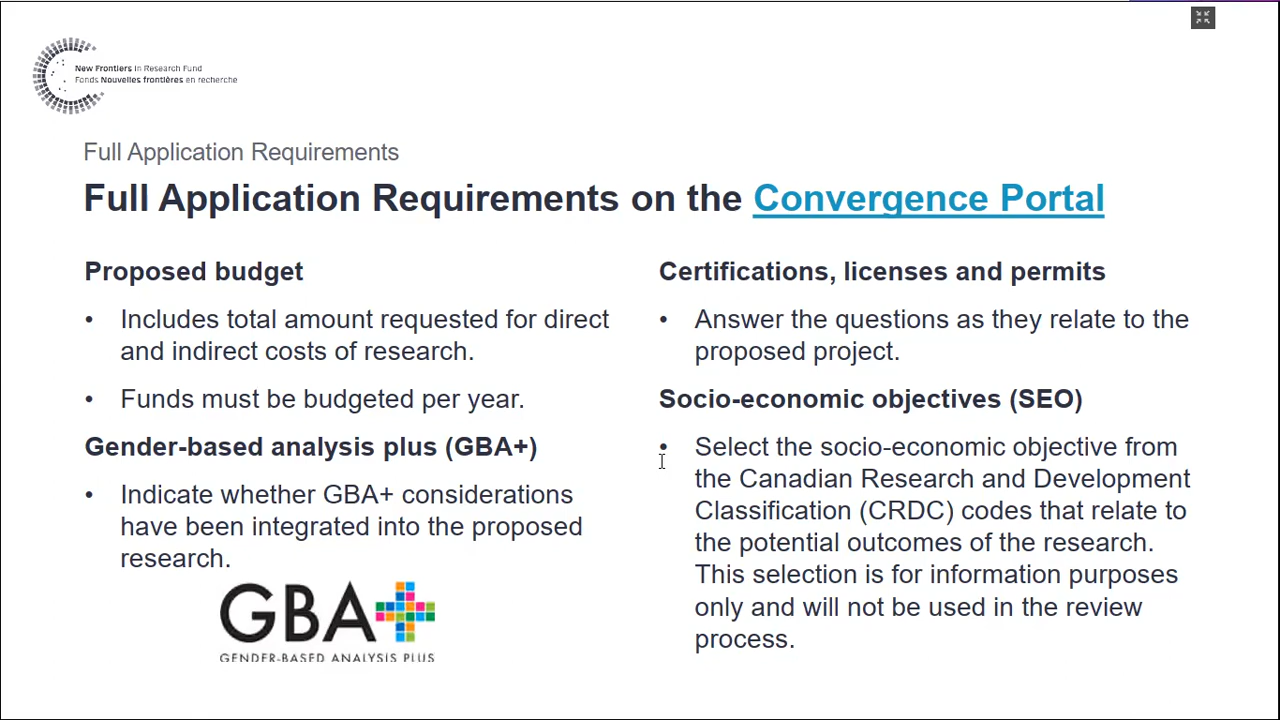 New Frontiers in Research Fund
Fonds Nouvelles frontières en recherche
Full Application Requirements
Full Application Requirements on the Convergence Portal
Proposed budget
• Includes total amount requested for direct
and indirect costs of research.
• Funds must be budgeted per year.
Gender-based analysis plus (GBA+)
• Indicate whether GBA+ considerations
have been integrated into the proposed
research.
GBA+
GENDER-BASED ANALYSIS PLUS
Certifications, licenses and permits
• Answer the questions as they relate to the
proposed project.
Socio-economic objectives (SEO)
• Select the socio-economic objective from
the Canadian Research and Development
Classification (CRDC) codes that relate to
the potential outcomes of the research.
This selection is for information purposes
only and will not be used in the review
process.